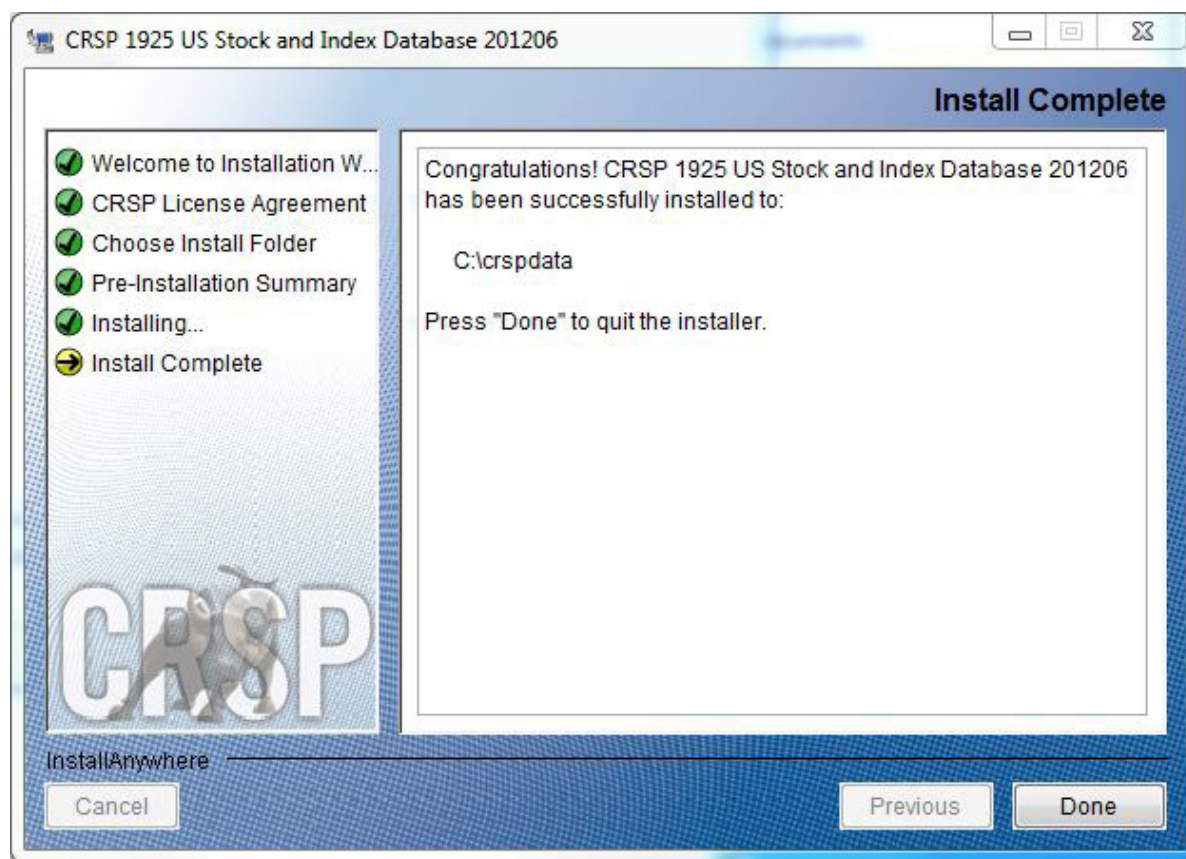 CRSP 1925 US Stock and Index Database 201206
Install Complete
Welcome to Installation W...
CRSP License Agreement
Choose Install Folder
Pre-Installation Summary
Installing...
Install Complete
Congratulations! CRSP 1925 US Stock and Index Database 201206
has been successfully installed to:
C:\crspdata
Press "Done" to quit the installer.
CRSP
InstallAnywhere
Cancel
Previous
Done